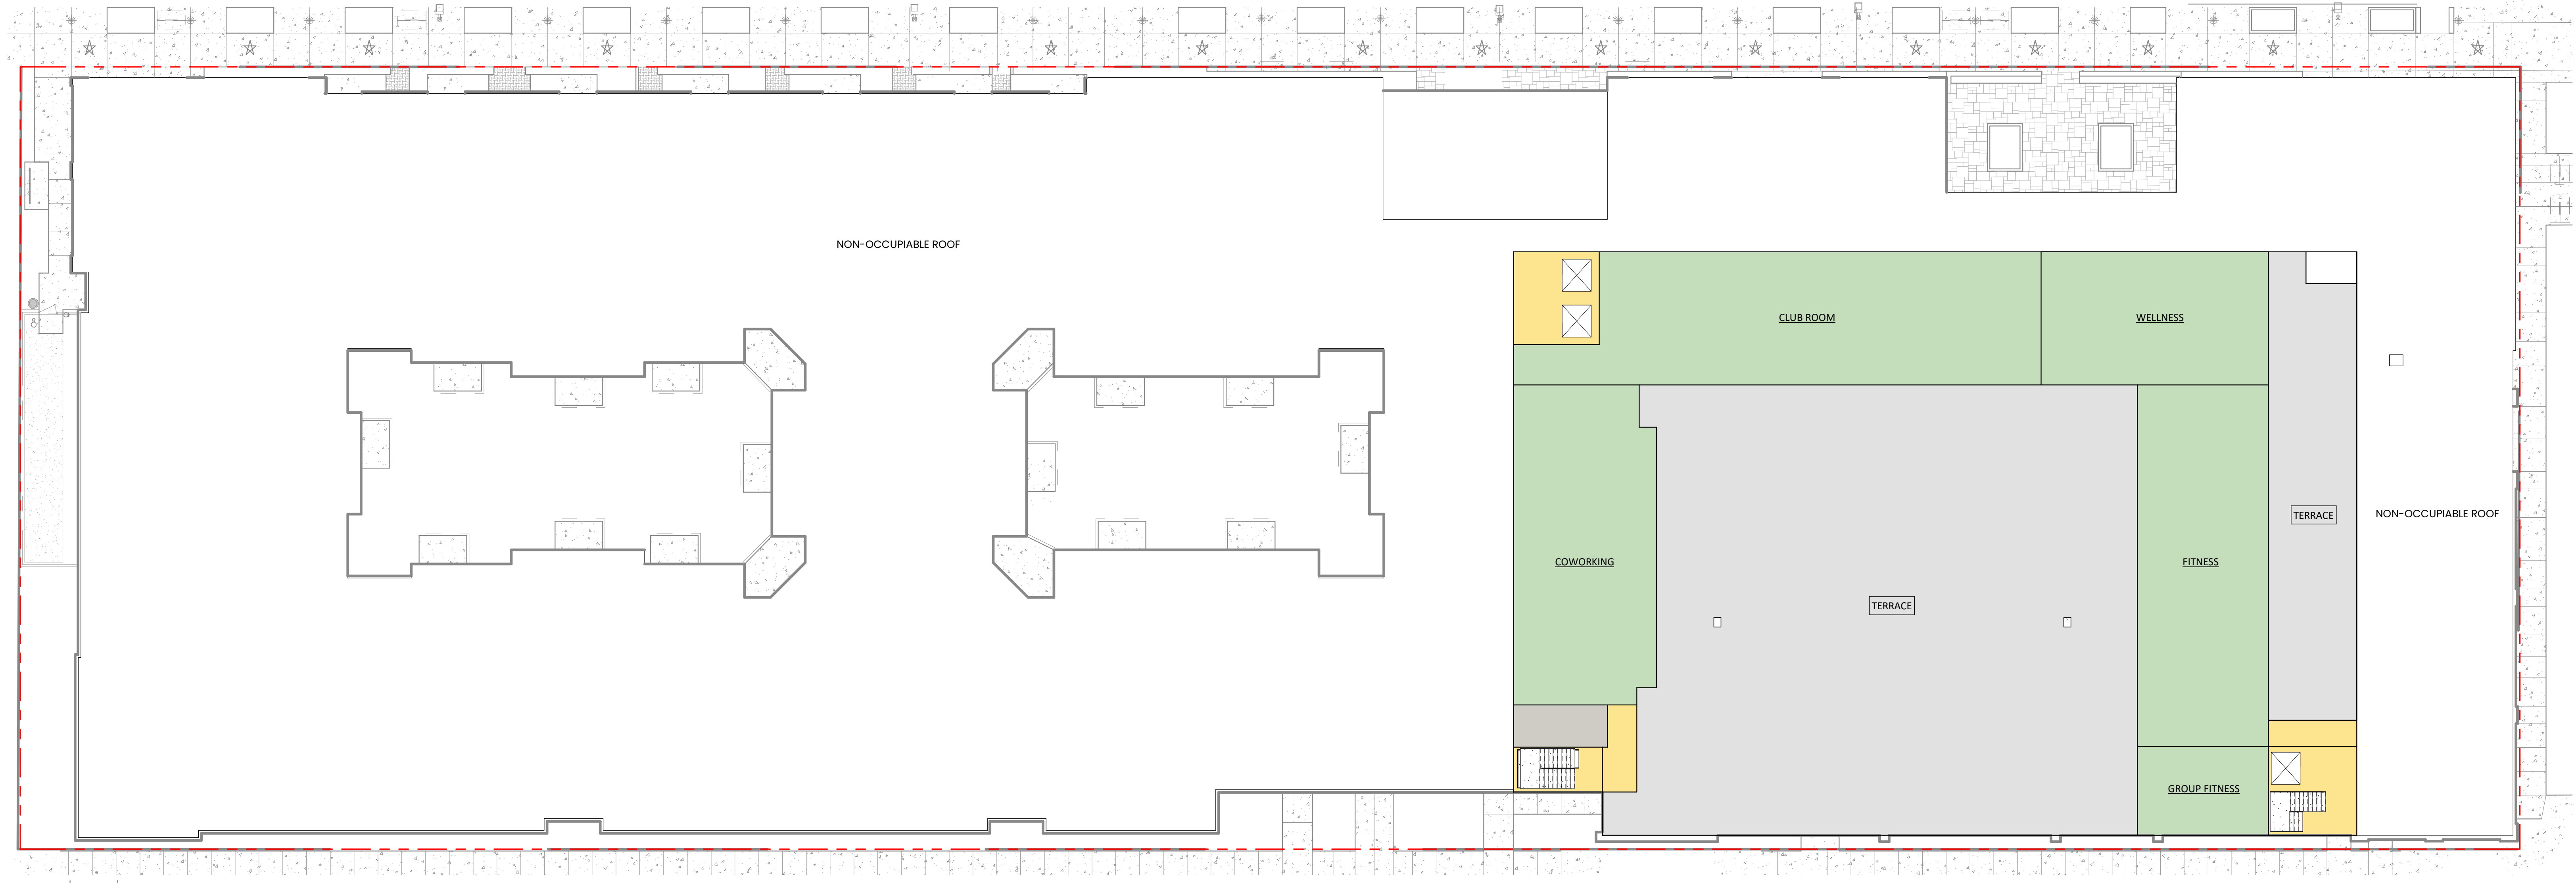 NON-OCCUPIABLE ROOF
CLUB ROOM
WELLNESS
TERRACE
NON-OCCUPIABLE ROOF
COWORKING
FITNESS
TERRACE
GROUP FITNESS